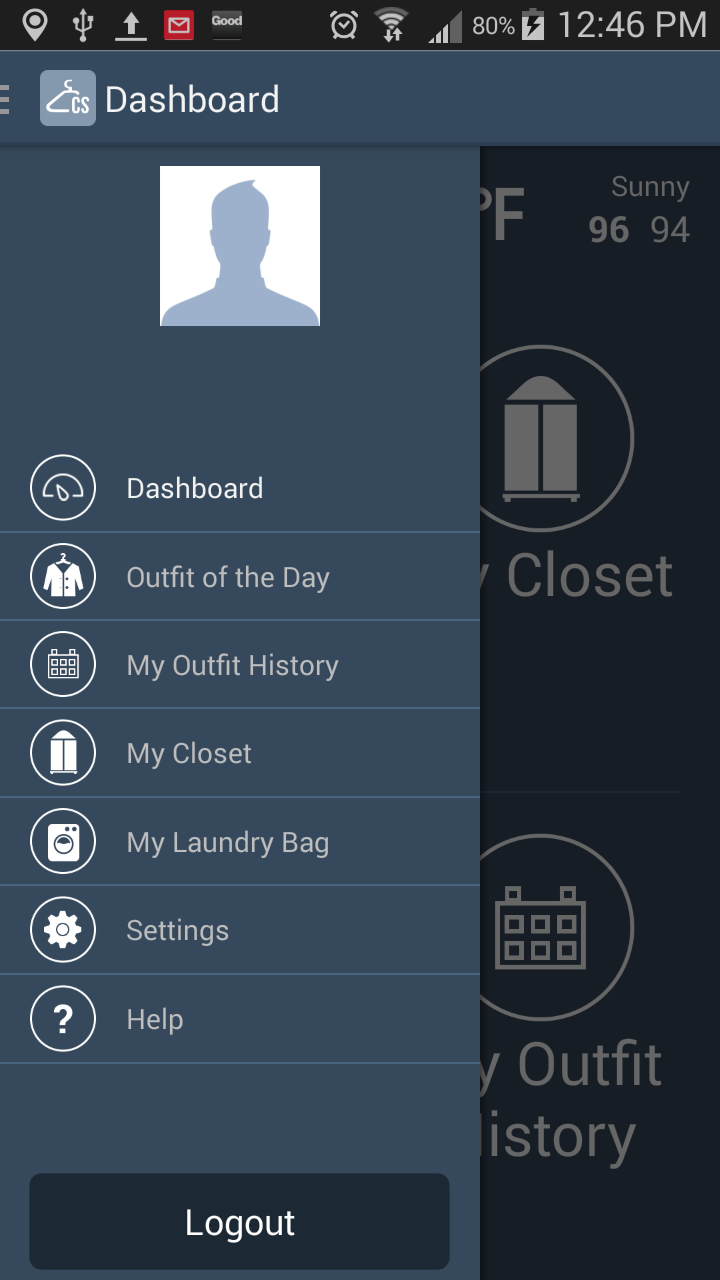 Good 80% 12:46 PM
CS Dashboard
°F Sunny
96 94
Dashboard
Outfit of the Day
My Outfit History
My Closet
My Laundry Bag
Settings
? Help
Logout
y Closet
y Outfit
istory